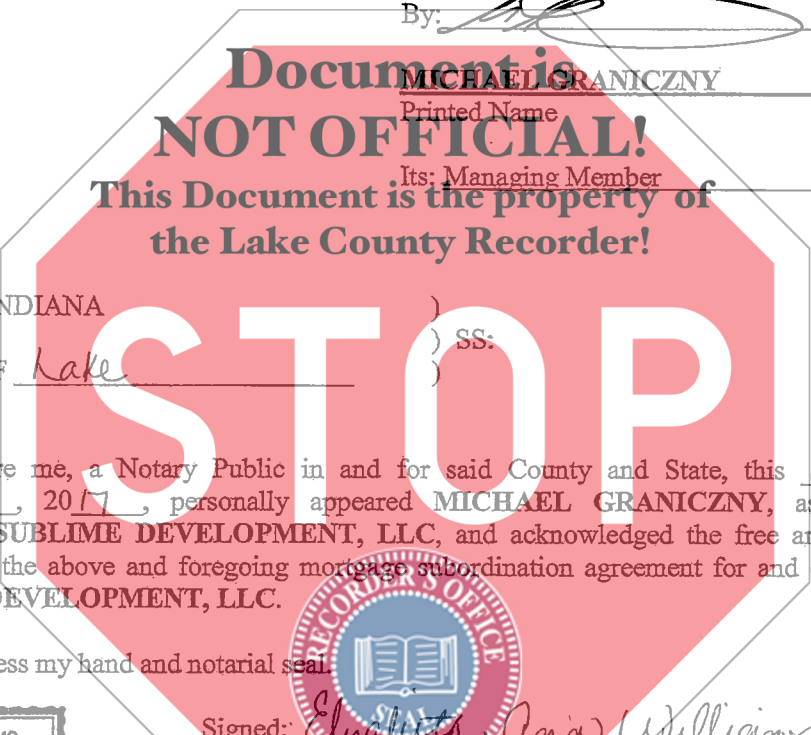 By:
Document is
MICHAEL GRANICZNY
Printed Name
NOT OFFICIAL!
Its: Managing Member
This Document is the property of
the Lake County Recorder!
NDIANA )
) SS:
F Lake )
STOP
re me, a Notary Public in and for said County and State, this
, 2017, personally appeared MICHAEL GRANICZNY, as
SUBLIME DEVELOPMENT, LLC, and acknowledged the free an
the above and foregoing mortgage subordination agreement for and
DEVELOPMENT, LLC.
RECORDER'S OFFICE
ess my hand and notarial seal.
SEAL
Signed: